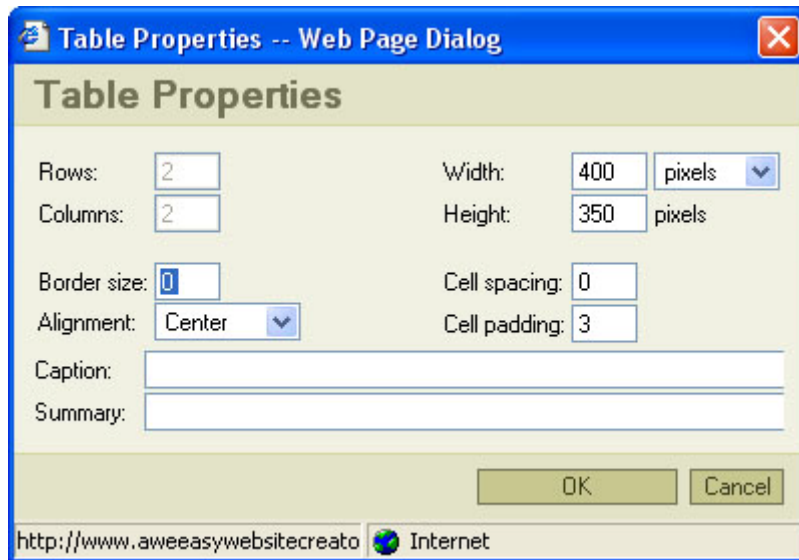 Table Properties -- Web Page Dialog
Table Properties
Rows: 2
Width: 400 pixels
Columns: 2
Height: 350 pixels
Border size: 0
Cell spacing: 0
Alignment: Center
Cell padding: 3
Caption:
Summary:
OK Cancel
http://www.aweeasywebsitecreato Internet